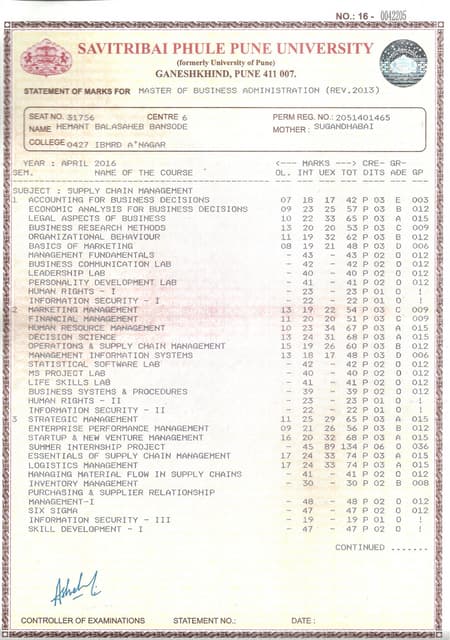 NO.: 16 - 0042205
SAVITRIBAI PHULE PUNE UNIVERSITY
(formerly University of Pune)
GANESHKHIND, PUNE 411 007.
STATEMENT OF MARKS FOR MASTER OF BUSINESS ADMINISTRATION (REV.2013)
SEAT NO. 31756 CENTRE 6 PERM REG. NO.: 2051401465
NAME HEMANT BALASAHEB BANSODE MOTHER : SUGANDHABAI
COLLEGE 0427 IBMRD A'NAGAR
YEAR : APRIL 2016 <--- MARKS ---> CRE- GR-
SEM. NAME OF THE COURSE OL. INT UEX TOT DITS ADE GP
SUBJECT : SUPPLY CHAIN MANAGEMENT
1 ACCOUNTING FOR BUSINESS DECISIONS 07 18 17 42 P 03 E 003
ECONOMIC ANALYSIS FOR BUSINESS DECISIONS 09 23 25 57 P 03 B 012
LEGAL ASPECTS OF BUSINESS 10 22 33 65 P 03 A 015
BUSINESS RESEARCH METHODS 13 20 20 53 P 03 C 009
ORGANIZATIONAL BEHAVIOUR 11 19 32 62 P 03 B 012
BASICS OF MARKETING 08 19 21 48 P 03 D 006
MANAGEMENT FUNDAMENTALS - 43 - 43 P 02 O 012
BUSINESS COMMUNICATION LAB - 42 - 42 P 02 O 012
LEADERSHIP LAB - 40 - 40 P 02 O 012
PERSONALITY DEVELOPMENT LAB - 41 - 41 P 02 O 012
HUMAN RIGHTS - I - 23 - 23 P 01 O !
INFORMATION SECURITY - I - 22 - 22 P 01 O !
2 MARKETING MANAGEMENT 13 19 22 54 P 03 C 009
FINANCIAL MANAGEMENT 11 20 20 51 P 03 C 009
HUMAN RESOURCE MANAGEMENT 10 23 34 67 P 03 A 015
DECISION SCIENCE 13 24 31 68 P 03 A 015
OPERATIONS & SUPPLY CHAIN MANAGEMENT 15 19 26 60 P 03 B 012
MANAGEMENT INFORMATION SYSTEMS 13 18 17 48 P 03 D 006
STATISTICAL SOFTWARE LAB - 42 - 42 P 02 O 012
MS PROJECT LAB - 40 - 40 P 02 O 012
LIFE SKILLS LAB - 41 - 41 P 02 O 012
BUSINESS SYSTEMS & PROCEDURES - 39 - 39 P 02 O 012
HUMAN RIGHTS - II - 23 - 23 P 01 O !
INFORMATION SECURITY - II - 22 - 22 P 01 O !
3 STRATEGIC MANAGEMENT 11 25 29 65 P 03 A 015
ENTERPRISE PERFORMANCE MANAGEMENT 09 21 26 56 P 03 B 012
STARTUP & NEW VENTURE MANAGEMENT 16 20 32 68 P 03 A 015
SUMMER INTERNSHIP PROJECT - 45 89 134 P 06 O 036
ESSENTIALS OF SUPPLY CHAIN MANAGEMENT 17 24 33 74 P 03 A 015
LOGISTICS MANAGEMENT 17 24 33 74 P 03 A 015
MANAGING MATERIAL FLOW IN SUPPLY CHAINS - 41 - 41 P 02 O 012
INVENTORY MANAGEMENT - 30 - 30 P 02 B 008
PURCHASING & SUPPLIER RELATIONSHIP
MANAGEMENT-I - 48 - 48 P 02 O 012
SIX SIGMA - 47 - 47 P 02 O 012
INFORMATION SECURITY - III - 19 - 19 P 01 O !
SKILL DEVELOPMENT - I - 47 - 47 P 02 O !
CONTINUED .......
CONTROLLER OF EXAMINATIONS STATEMENT NO.: DATE :